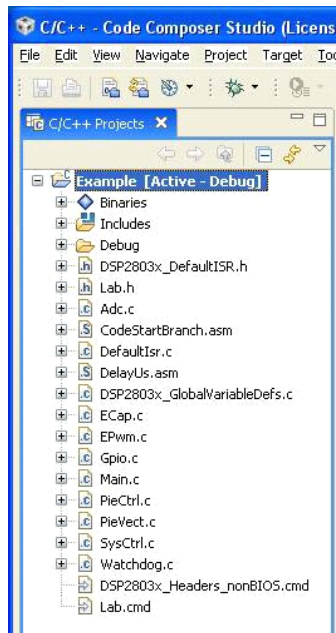 C/C++ - Code Composer Studio (Licens
File Edit View Navigate Project Target Too
C/C++ Projects
Example [Active - Debug]
Binaries
Includes
Debug
.h DSP2803x_DefaultISR.h
.h Lab.h
.c Adc.c
.S CodeStartBranch.asm
.c DefaultIsr.c
.S DelayUs.asm
.c DSP2803x_GlobalVariableDefs.c
.c ECap.c
.c EPwm.c
.c Gpio.c
.c Main.c
.c PieCtrl.c
.c PieVect.c
.c SysCtrl.c
.c Watchdog.c
DSP2803x_Headers_nonBIOS.cmd
Lab.cmd